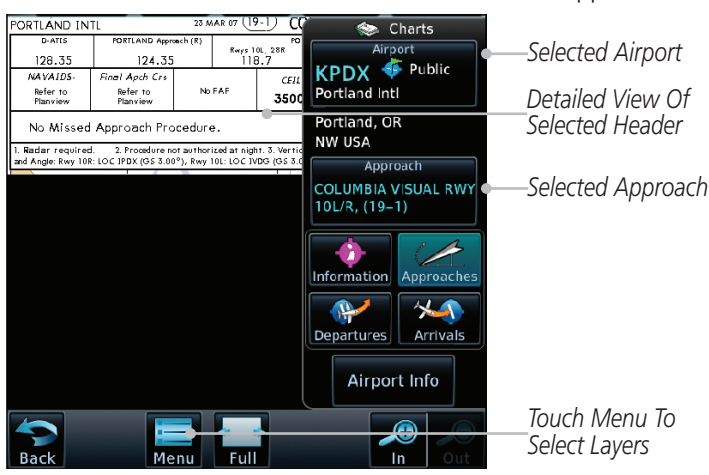 PORTLAND INTL 23 MAR 07 (19-1) CO
D-ATIS
128.35
PORTLAND Approach (R)
124.35
Rwys 10L, 28R
118.7
NAVAIDS-
Refer to
Planview
Final Apch Crs
Refer to
Planview
No FAF
CEIL
3500
No Missed Approach Procedure.
1. Radar required. 2. Procedure not authorized at night. 3. Vertic
and Angle: Rwy 10R: LOC IPDX (GS 3.00°), Rwy 10L: LOC IVDG (GS 3.0
Charts
Airport
KPDX Public
Portland Intl
Portland, OR
NW USA
Approach
COLUMBIA VISUAL RWY
10L/R, (19–1)
Information
Approaches
Departures
Arrivals
Airport Info
Back
Menu
Full
In
Out
Selected Airport
Detailed View Of
Selected Header
Selected Approach
Touch Menu To
Select Layers